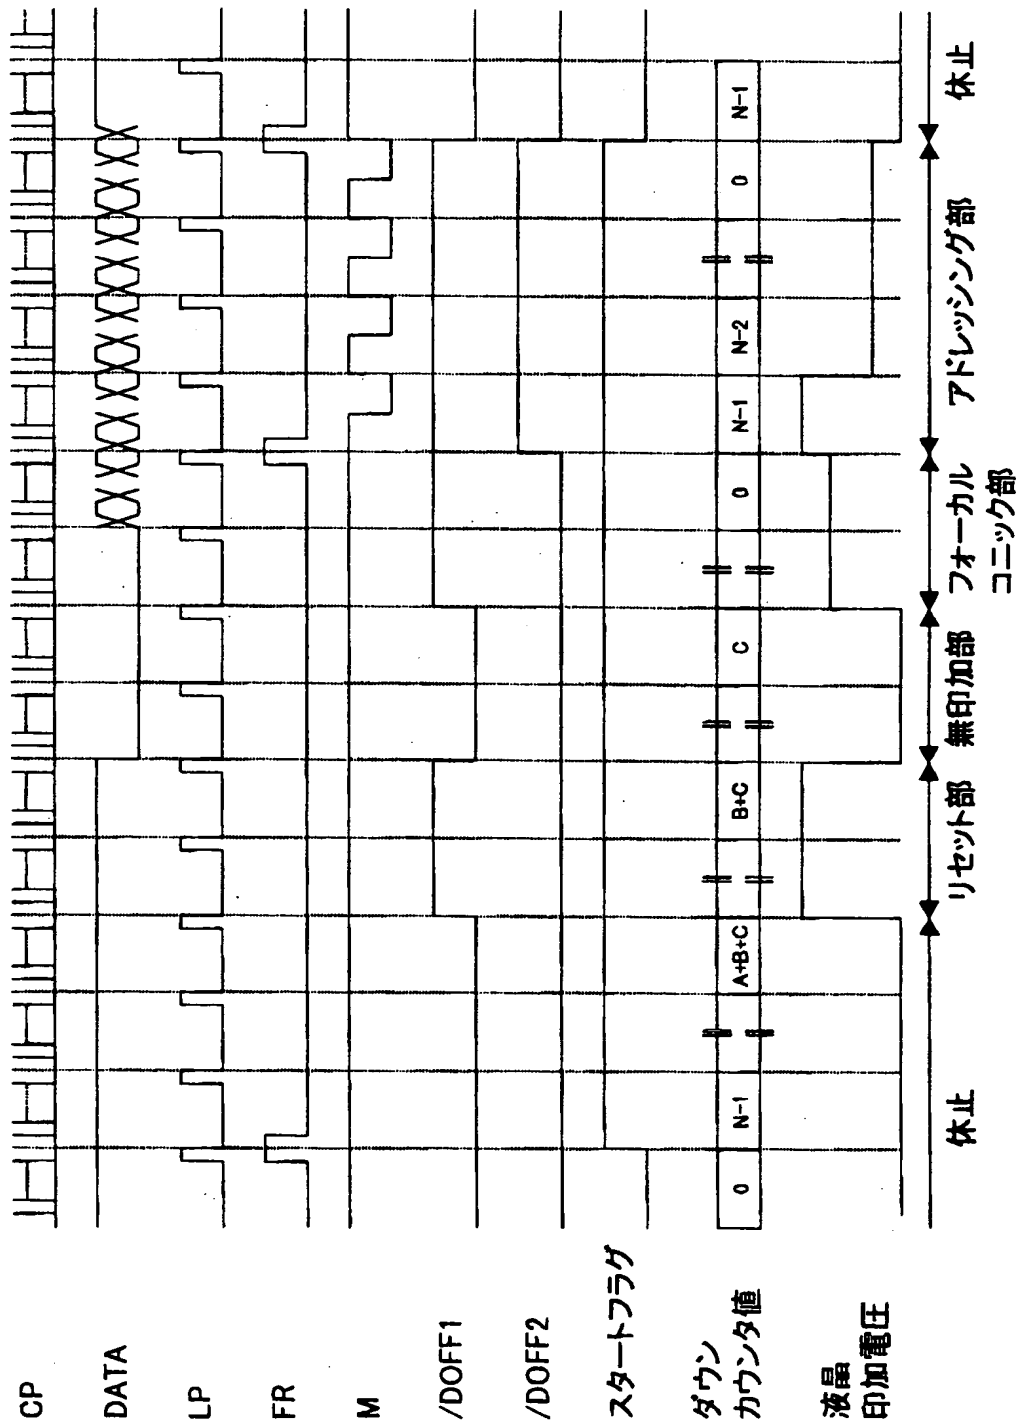 CP
DATA
LP
FR
M
/DOFF1
/DOFF2
スタートフラグ
ダウン
カウンタ値
0
N-1
A+B+C
B+C
C
0
N-1
N-2
0
N-1
液晶
印加電圧
休止
リセット部
無印加部
フォーカル
コニック部
アドレッシング部
休止